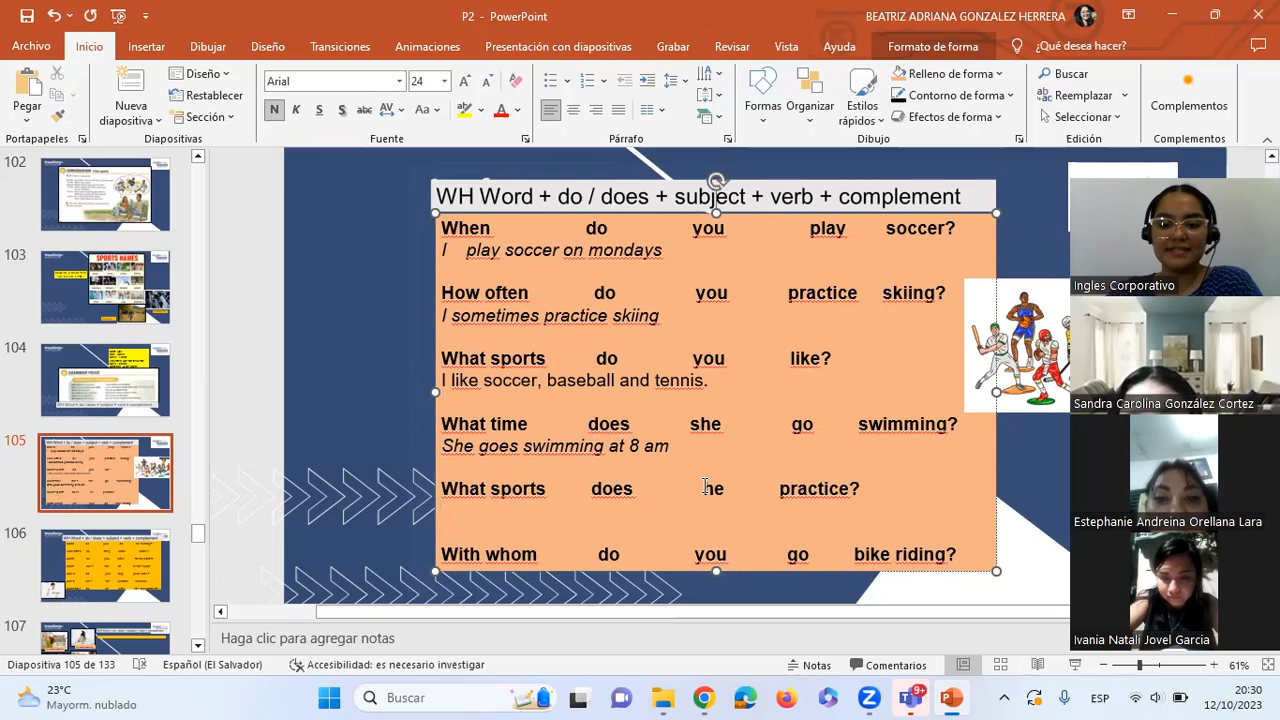 P2 - PowerPoint
BEATRIZ ADRIANA GONZALEZ HERRERA
Archivo Inicio Insertar Dibujar Diseño Transiciones Animaciones Presentación con diapositivas Grabar Revisar Vista Ayuda Formato de forma ¿Qué desea hacer?
Pegar
Portapapeles
Nueva diapositiva
Diseño
Restablecer
Sección
Diapositivas
Arial 24
N K S S abc AV Aa A
Fuente
Párrafo
Formas Organizar Estilos rápidos
Relleno de forma
Contorno de forma
Efectos de forma
Dibujo
Buscar
Reemplazar
Seleccionar
Edición
Complementos
Complementos
102
103
SPORTS NAMES
104
105
106
107
WH Word + do / does + subject + verb + complement
When do you play soccer?
I play soccer on mondays
How often do you practice skiing?
I sometimes practice skiing
What sports do you like?
I like soccer, baseball and tennis.
What time does she go swimming?
She goes swimming at 8 am
What sports does he practice?
With whom do you go bike riding?
Ingles Corporativo
Sandra Carolina González Cortez
Estephanie Andreina Orellana Lara
Ivania Natali Jovel Garcia
Haga clic para agregar notas
Diapositiva 105 de 133 Español (El Salvador) Accesibilidad: es necesario investigar Notas Comentarios 61%
23°C
Mayorm. nublado
Buscar
9+
ESP
20:30
12/10/2023